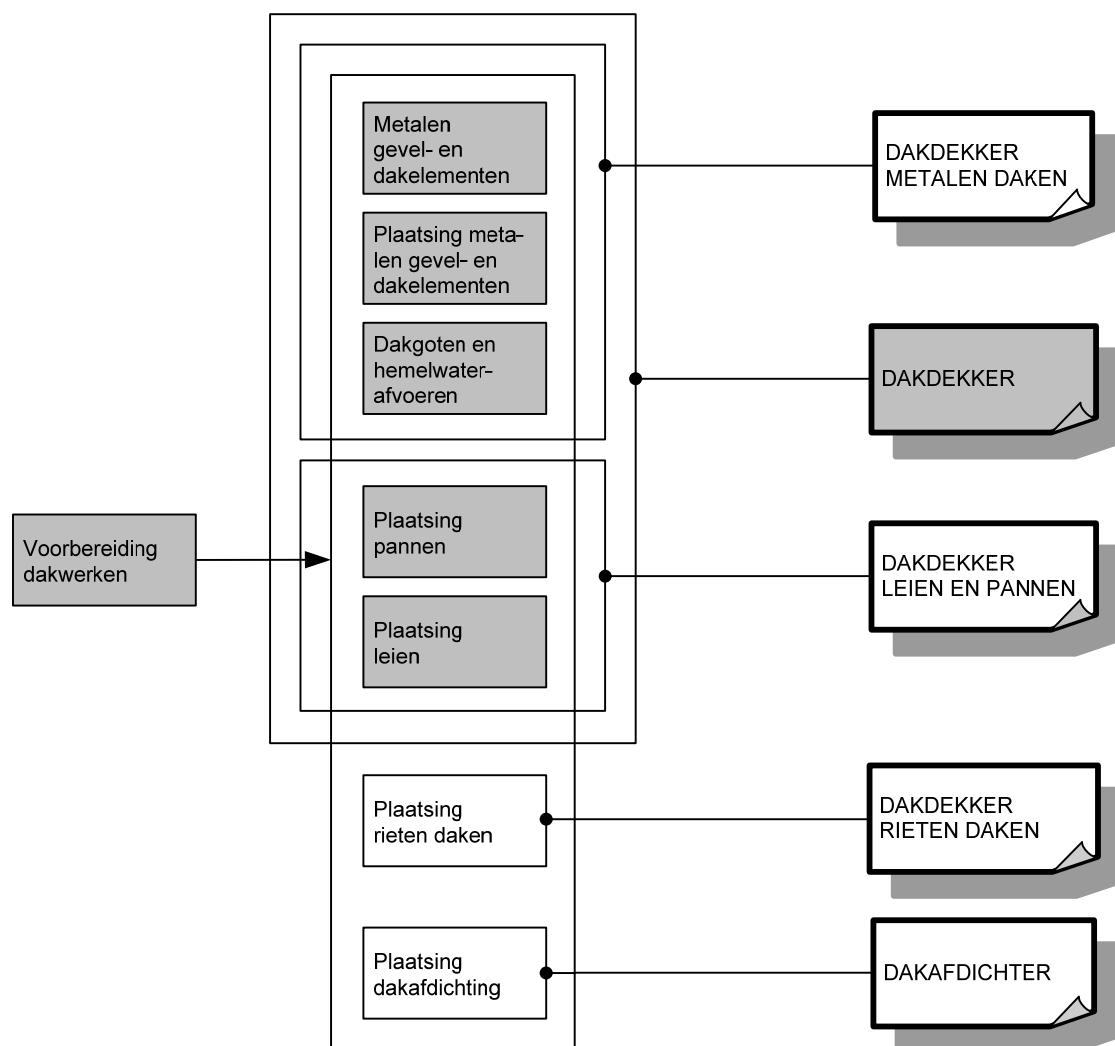 Metalen
gevel- en
dakelementen
DAKDEKKER
METALEN DAKEN
Plaatsing meta-
len gevel- en
dakelementen
Dakgoten en
hemelwater-
afvoeren
DAKDEKKER
Voorbereiding
dakwerken
Plaatsing
pannen
DAKDEKKER
LEIEN EN PANNEN
Plaatsing
leien
Plaatsing
rieten daken
DAKDEKKER
RIETEN DAKEN
Plaatsing
dakafdichting
DAKAFDICHTER